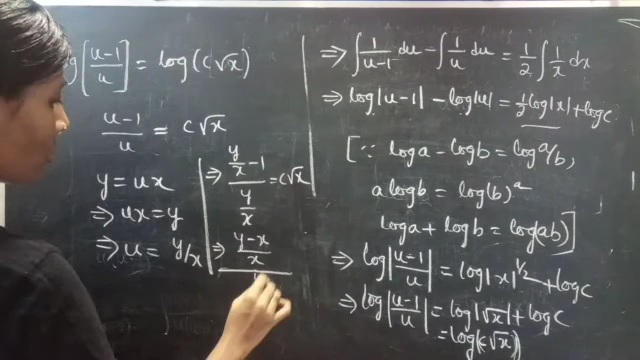 g[(u-1)/u] = log(c√x)
(u-1)/u = c√x
y = ux
⇒ ux = y
⇒ u = y/x
⇒ (y/x - 1)/(y/x) = c√x
⇒ (y-x)/x
⇒ ∫ 1/(u-1) du - ∫ 1/u du = 1/2 ∫ 1/x dx
⇒ log|u-1| - log|u| = 1/2 log|x| + log c
[∵ log a - log b = log a/b,
a log b = log(b)^a
log a + log b = log(ab)]
⇒ log|(u-1)/u| = log|x|^1/2 + log c
⇒ log|(u-1)/u| = log|√x| + log c
= log(c√x)